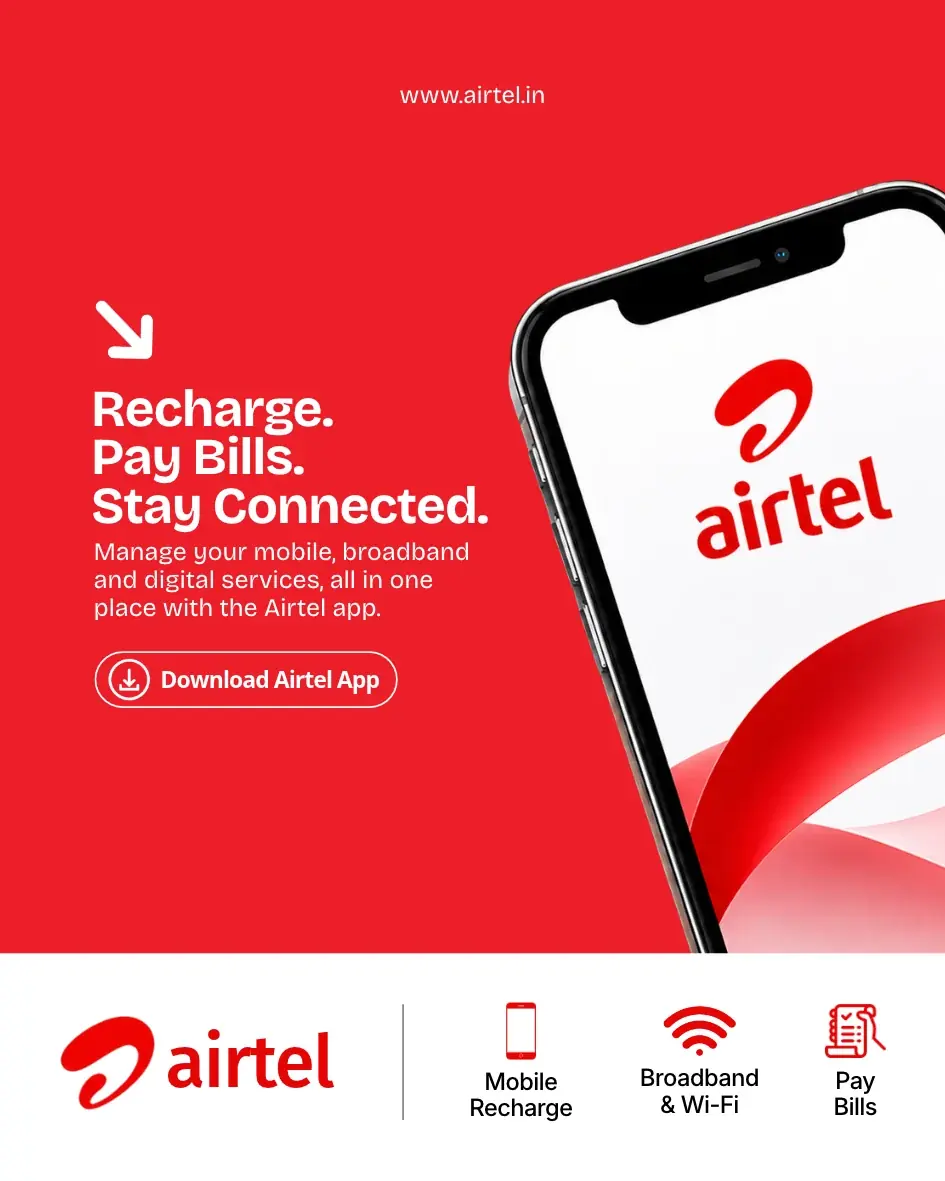 www.airtel.in
Recharge.
Pay Bills.
Stay Connected.
Manage your mobile, broadband
and digital services, all in one
place with the Airtel app.
Download Airtel App
airtel
airtel
Mobile
Recharge
Broadband
& Wi-Fi
Pay
Bills